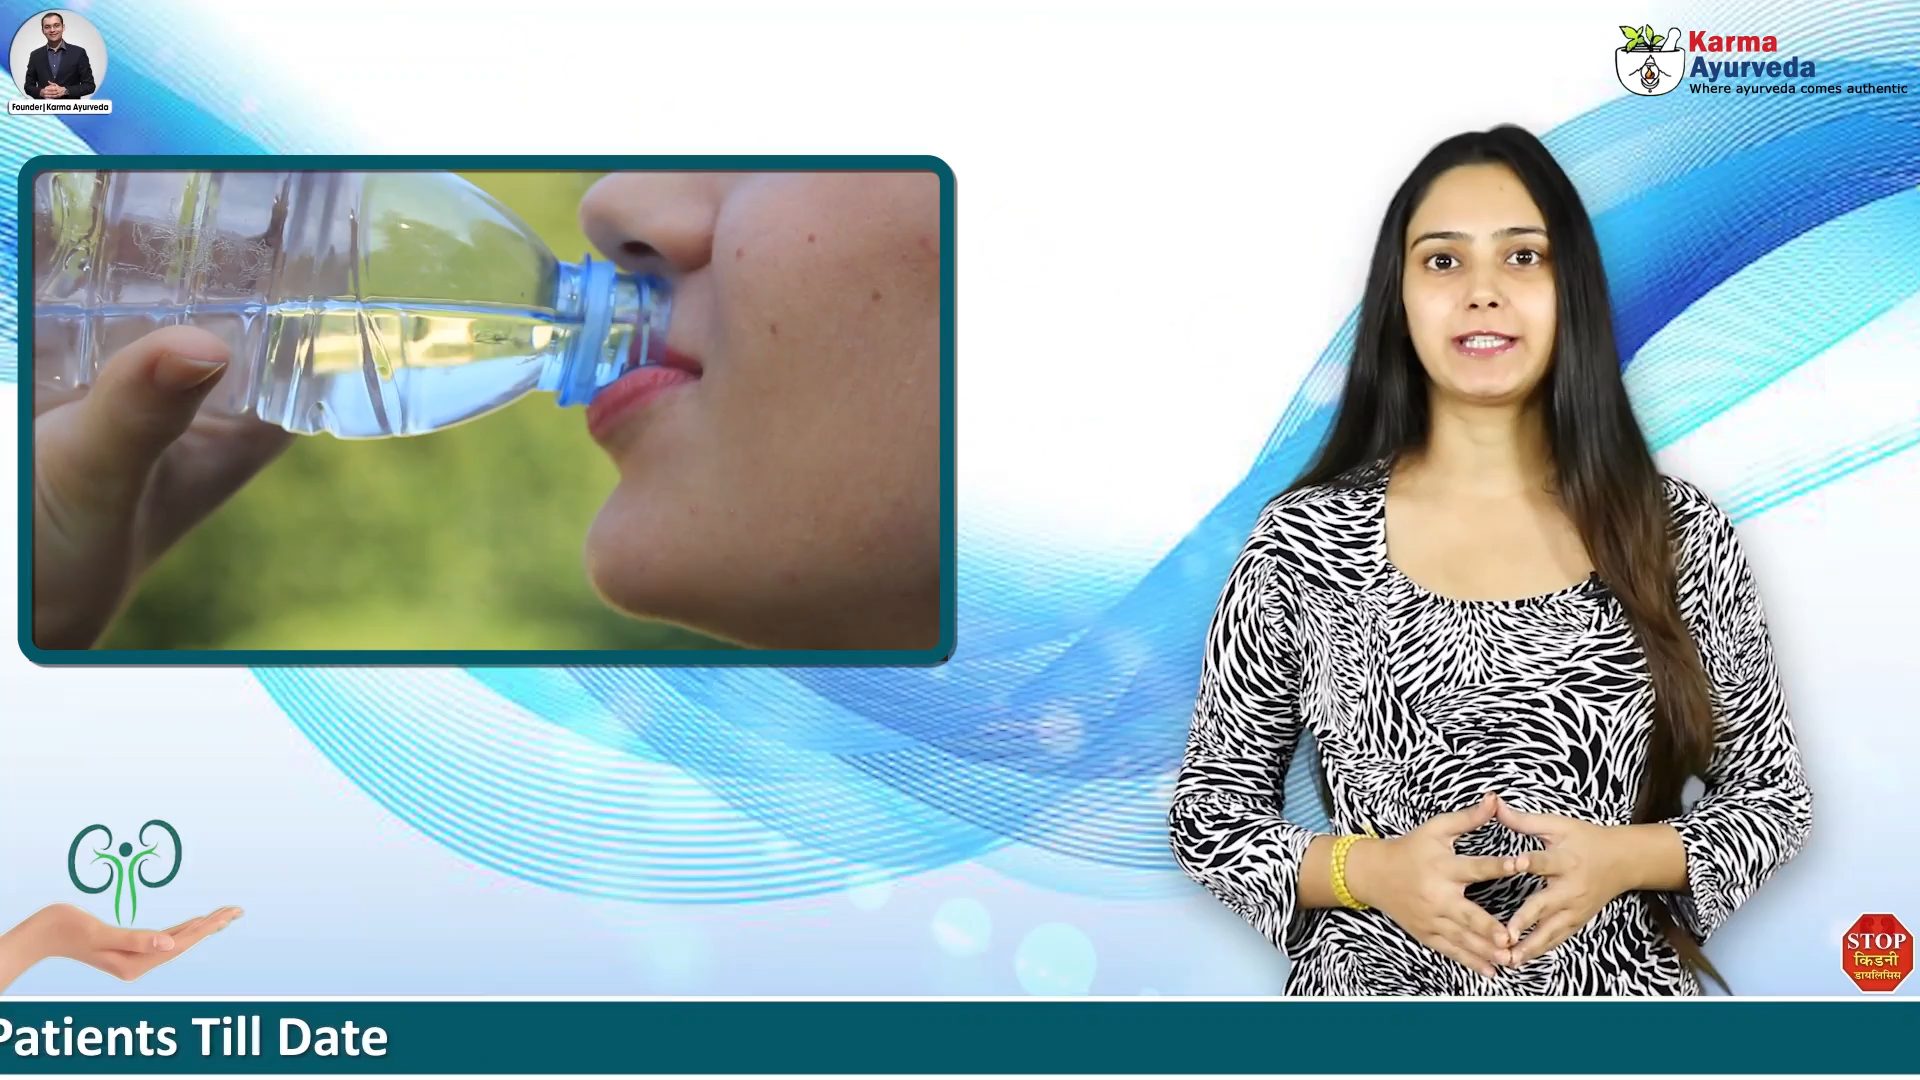 Founder|Karma Ayurveda
Karma
Ayurveda
Where ayurveda comes authentic
STOP
किडनी
डायलिसिस
Patients Till Date